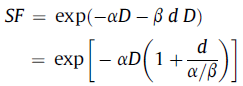 SF = exp(−αD − β d D)
= exp[− αD(1 + d/α/β)]